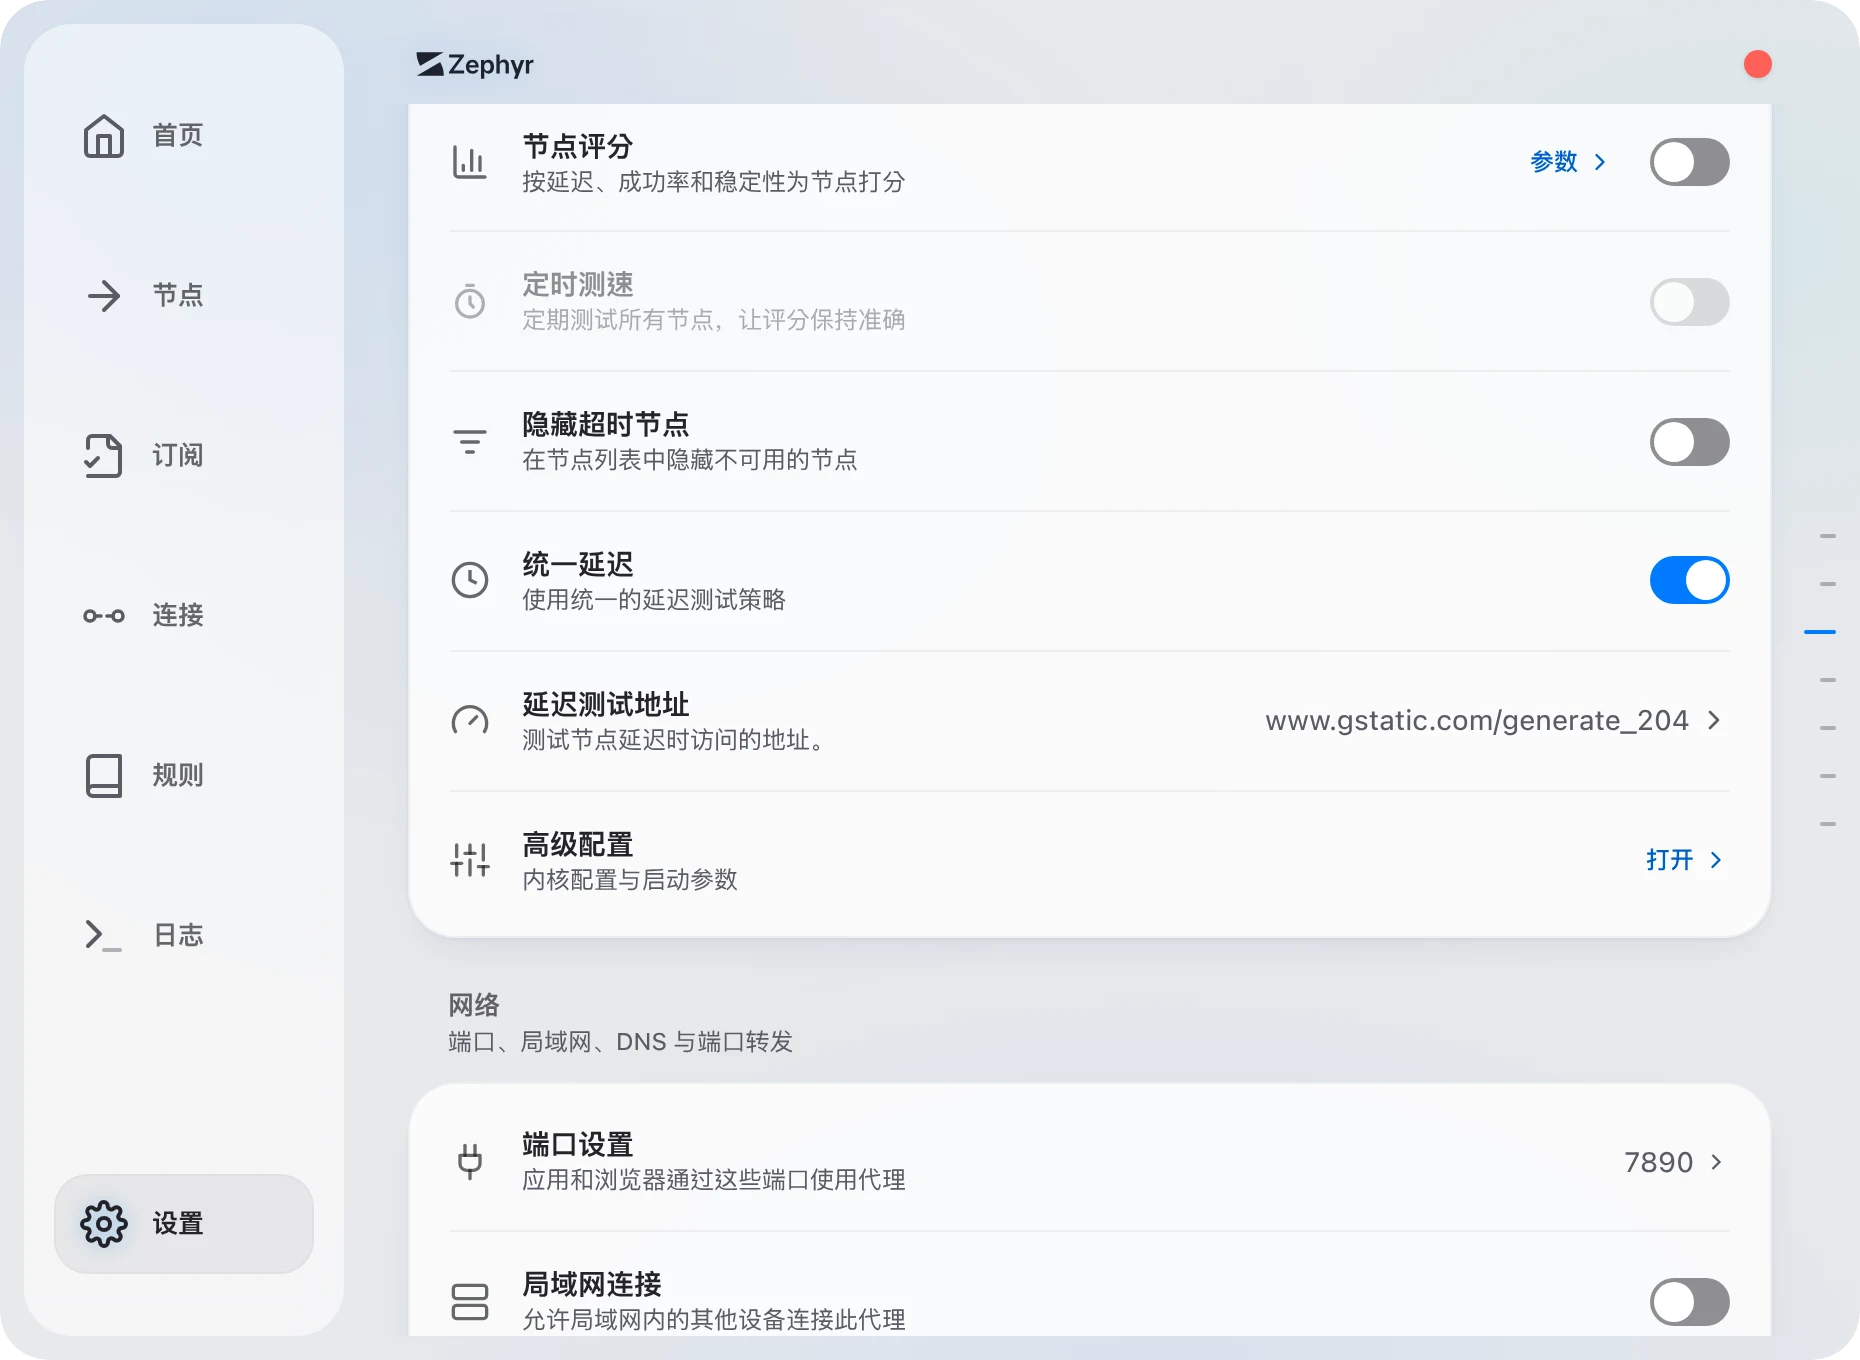 Zephyr
首页
节点
订阅
连接
规则
日志
设置
节点评分
按延迟、成功率和稳定性为节点打分
参数
定时测速
定期测试所有节点，让评分保持准确
隐藏超时节点
在节点列表中隐藏不可用的节点
统一延迟
使用统一的延迟测试策略
延迟测试地址
测试节点延迟时访问的地址。
www.gstatic.com/generate_204
高级配置
内核配置与启动参数
打开
网络
端口、局域网、DNS 与端口转发
端口设置
应用和浏览器通过这些端口使用代理
7890
局域网连接
允许局域网内的其他设备连接此代理